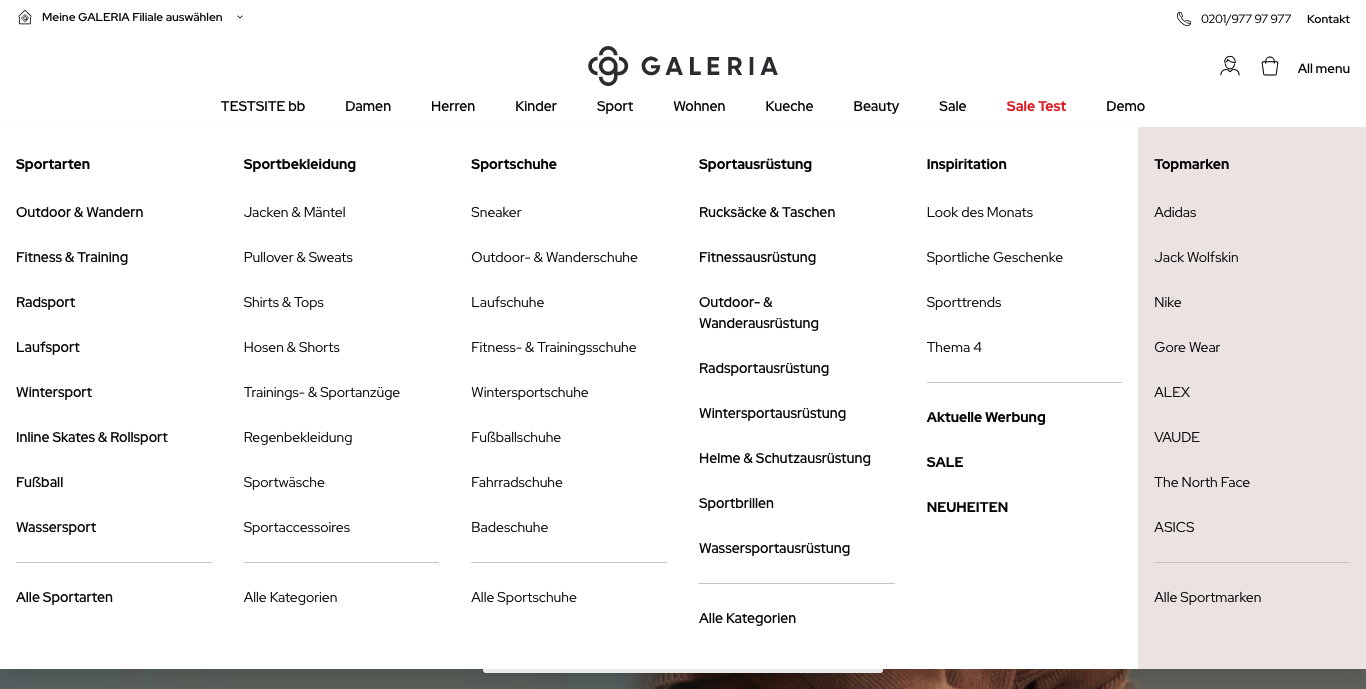 Meine GALERIA Filiale auswählen
0201/977 97 977
Kontakt
GALERIA
All menu
TESTSITE bb
Damen
Herren
Kinder
Sport
Wohnen
Kueche
Beauty
Sale
Sale Test
Demo
Sportarten
Outdoor & Wandern
Fitness & Training
Radsport
Laufsport
Wintersport
Inline Skates & Rollsport
Fußball
Wassersport
Alle Sportarten
Sportbekleidung
Jacken & Mäntel
Pullover & Sweats
Shirts & Tops
Hosen & Shorts
Trainings- & Sportanzüge
Regenbekleidung
Sportwäsche
Sportaccessoires
Alle Kategorien
Sportschuhe
Sneaker
Outdoor- & Wanderschuhe
Laufschuhe
Fitness- & Trainingsschuhe
Wintersportschuhe
Fußballschuhe
Fahrradschuhe
Badeschuhe
Alle Sportschuhe
Sportausrüstung
Rucksäcke & Taschen
Fitnessausrüstung
Outdoor- &
Wanderausrüstung
Radsportausrüstung
Wintersportausrüstung
Helme & Schutzausrüstung
Sportbrillen
Wassersportausrüstung
Alle Kategorien
Inspiritation
Look des Monats
Sportliche Geschenke
Sporttrends
Thema 4
Aktuelle Werbung
SALE
NEUHEITEN
Topmarken
Adidas
Jack Wolfskin
Nike
Gore Wear
ALEX
VAUDE
The North Face
ASICS
Alle Sportmarken